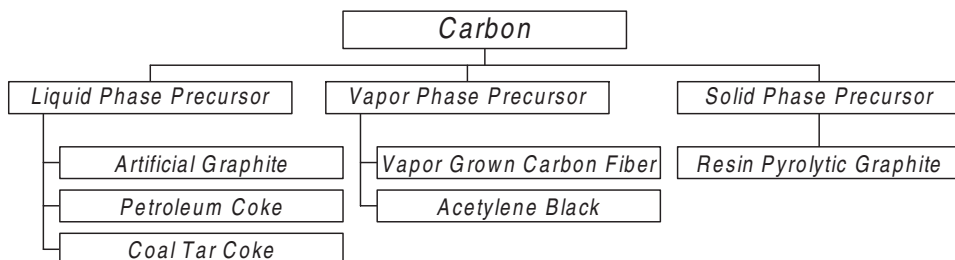 Carbon
Liquid Phase Precursor
Vapor Phase Precursor
Solid Phase Precursor
Artificial Graphite
Vapor Grown Carbon Fiber
Resin Pyrolytic Graphite
Petroleum Coke
Acetylene Black
Coal Tar Coke